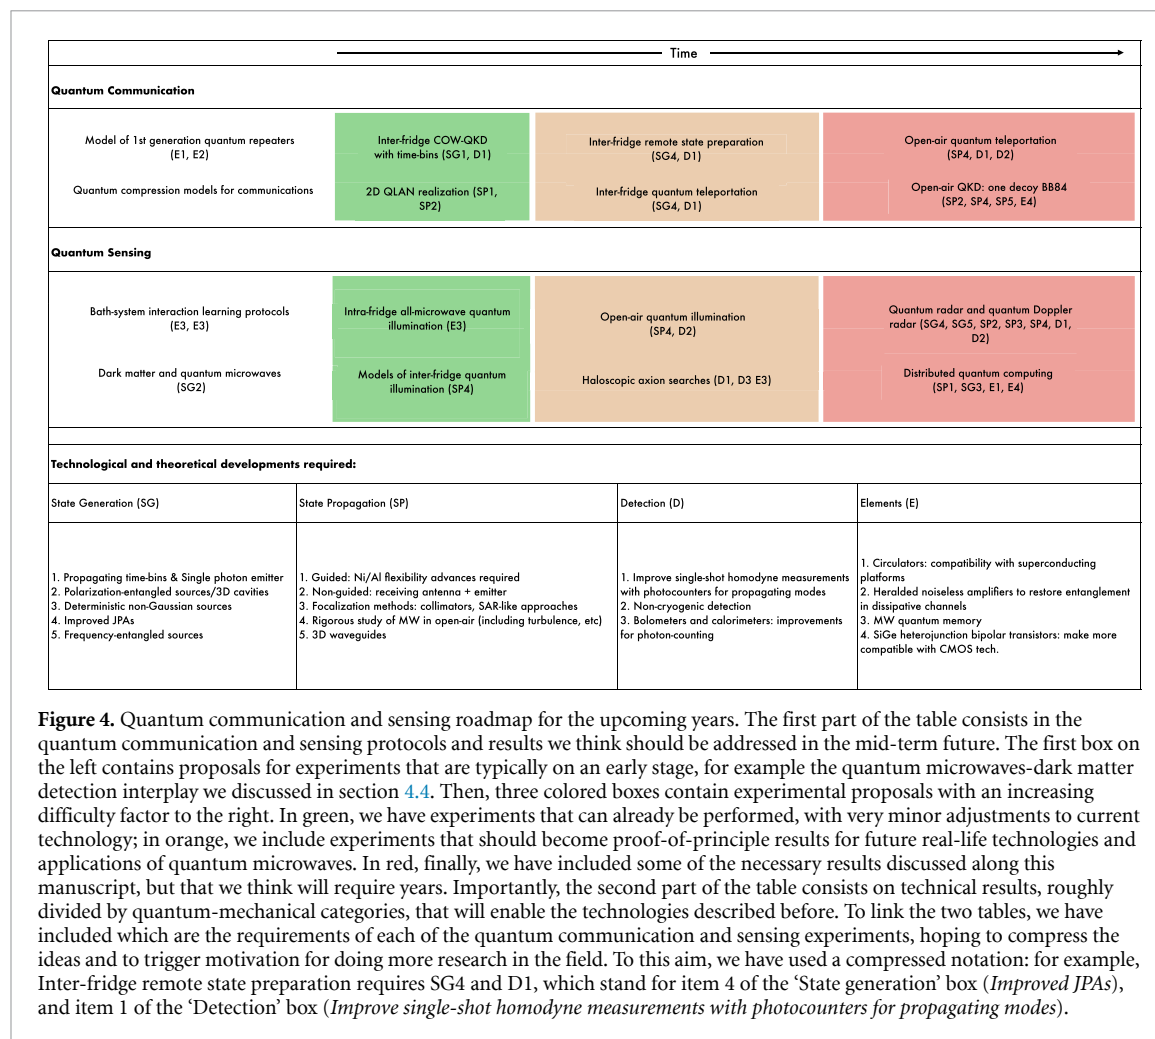 Time
Quantum Communication
Model of 1st generation quantum repeaters
(E1, E2)
Quantum compression models for communications
Inter-fridge COW-QKD
with time-bins (SG1, D1)
2D QLAN realization (SP1,
SP2)
Inter-fridge remote state preparation
(SG4, D1)
Inter-fridge quantum teleportation
(SG4, D1)
Open-air quantum teleportation
(SP4, D1, D2)
Open-air QKD: one decoy BB84
(SP2, SP4, SP5, E4)
Quantum Sensing
Bath-system interaction learning protocols
(E3, E3)
Dark matter and quantum microwaves
(SG2)
Intra-fridge all-microwave quantum
illumination (E3)
Models of inter-fridge quantum
illumination (SP4)
Open-air quantum illumination
(SP4, D2)
Haloscopic axion searches (D1, D3 E3)
Quantum radar and quantum Doppler
radar (SG4, SG5, SP2, SP3, SP4, D1,
D2)
Distributed quantum computing
(SP1, SG3, E1, E4)
Technological and theoretical developments required:
State Generation (SG)
State Propagation (SP)
Detection (D)
Elements (E)
1. Propagating time-bins & Single photon emitter
2. Polarization-entangled sources/3D cavities
3. Deterministic non-Gaussian sources
4. Improved JPAs
5. Frequency-entangled sources
1. Guided: Ni/Al flexibility advances required
2. Non-guided: receiving antenna + emitter
3. Focalization methods: collimators, SAR-like approaches
4. Rigorous study of MW in open-air (including turbulence, etc)
5. 3D waveguides
1. Improve single-shot homodyne measurements
with photocounters for propagating modes
2. Non-cryogenic detection
3. Bolometers and calorimeters: improvements
for photon-counting
1. Circulators: compatibility with superconducting
platforms
2. Heralded noiseless amplifiers to restore entanglement
in dissipative channels
3. MW quantum memory
4. SiGe heterojunction bipolar transistors: make more
compatible with CMOS tech.
Figure 4. Quantum communication and sensing roadmap for the upcoming years. The first part of the table consists in the
quantum communication and sensing protocols and results we think should be addressed in the mid-term future. The first box on
the left contains proposals for experiments that are typically on an early stage, for example the quantum microwaves-dark matter
detection interplay we discussed in section 4.4. Then, three colored boxes contain experimental proposals with an increasing
difficulty factor to the right. In green, we have experiments that can already be performed, with very minor adjustments to current
technology; in orange, we include experiments that should become proof-of-principle results for future real-life technologies and
applications of quantum microwaves. In red, finally, we have included some of the necessary results discussed along this
manuscript, but that we think will require years. Importantly, the second part of the table consists on technical results, roughly
divided by quantum-mechanical categories, that will enable the technologies described before. To link the two tables, we have
included which are the requirements of each of the quantum communication and sensing experiments, hoping to compress the
ideas and to trigger motivation for doing more research in the field. To this aim, we have used a compressed notation: for example,
Inter-fridge remote state preparation requires SG4 and D1, which stand for item 4 of the ‘State generation’ box (Improved JPAs),
and item 1 of the ‘Detection’ box (Improve single-shot homodyne measurements with photocounters for propagating modes).